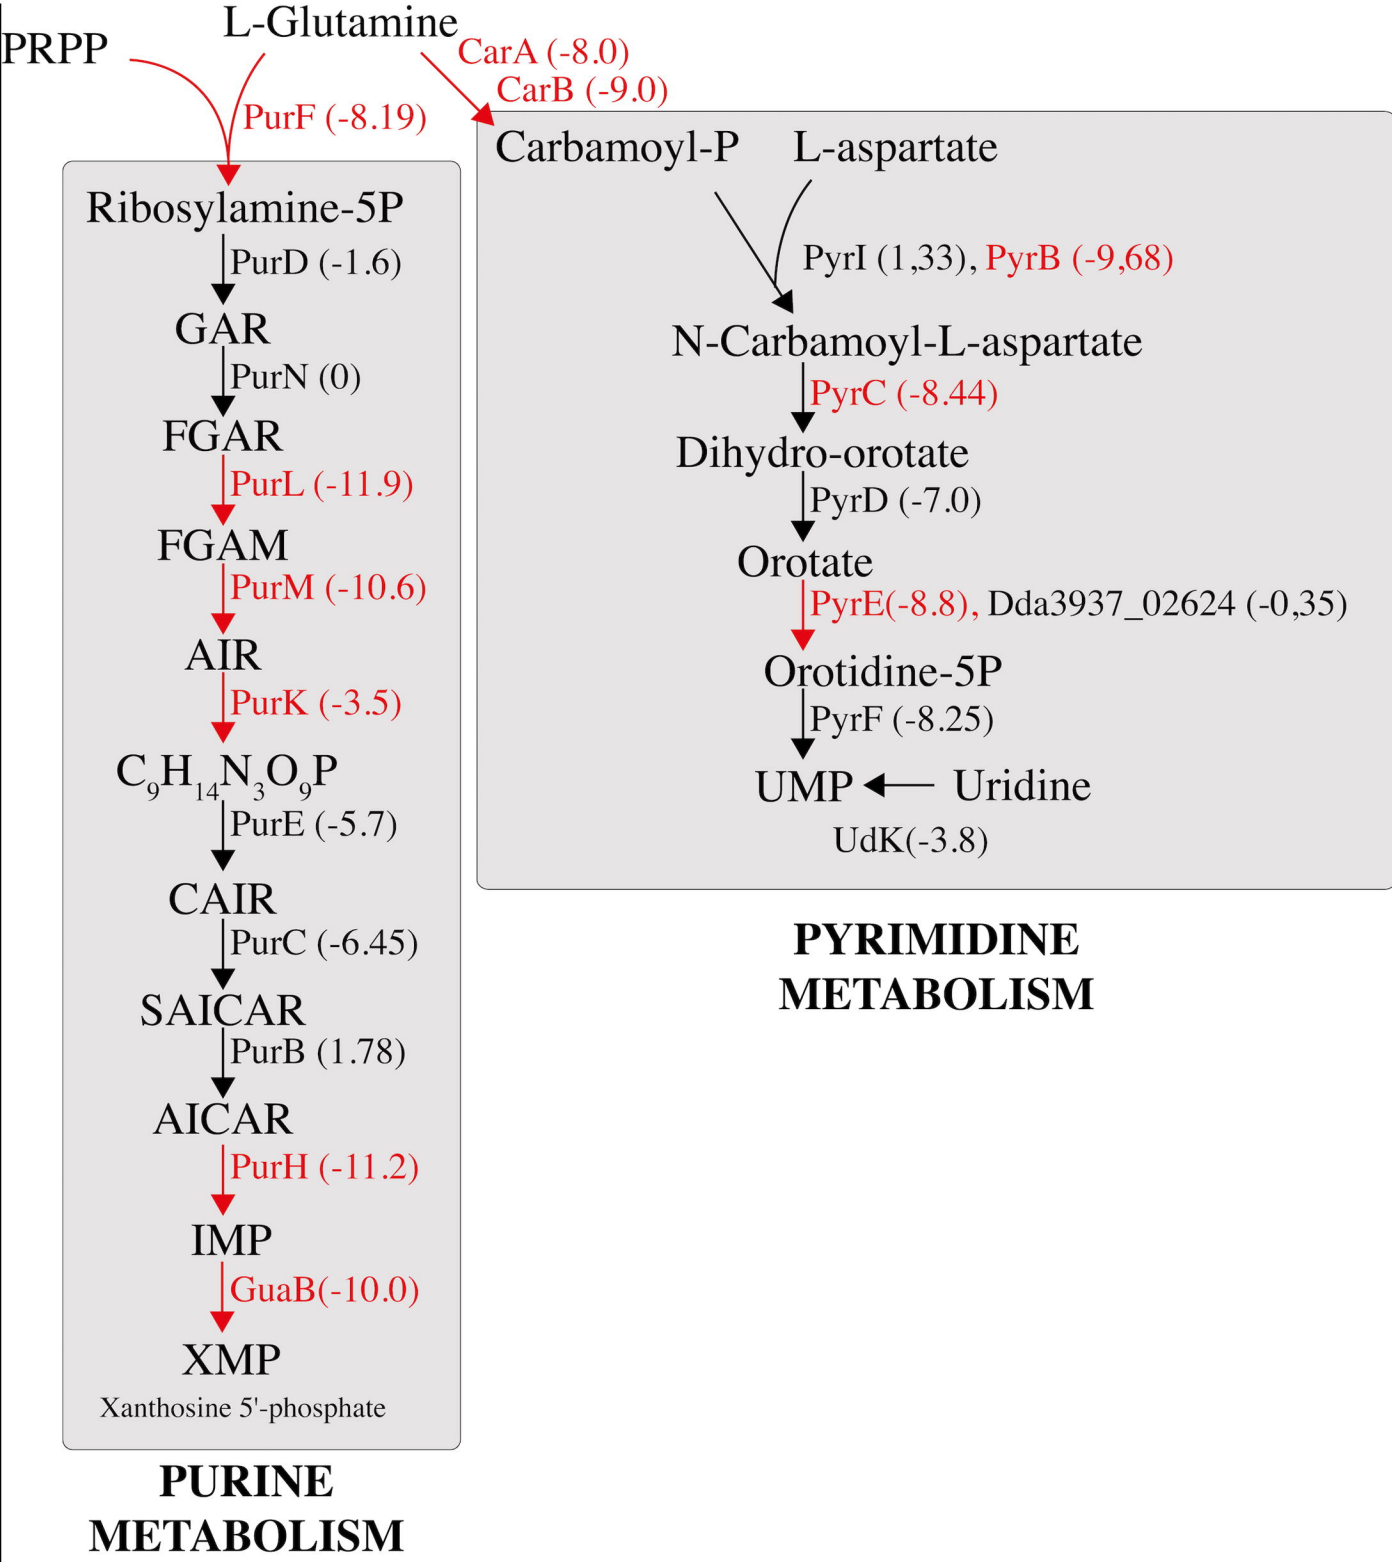 L-Glutamine
PRPP
CarA (-8.0)
CarB (-9.0)
PurF (-8.19)
Ribosylamine-5P
PurD (-1.6)
GAR
PurN (0)
FGAR
PurL (-11.9)
FGAM
PurM (-10.6)
AIR
PurK (-3.5)
C₉H₁₄N₃O₉P
PurE (-5.7)
CAIR
PurC (-6.45)
SAICAR
PurB (1.78)
AICAR
PurH (-11.2)
IMP
GuaB(-10.0)
XMP
Xanthosine 5'-phosphate
PURINE
METABOLISM
Carbamoyl-P L-aspartate
PyrI (1,33), PyrB (-9,68)
N-Carbamoyl-L-aspartate
PyrC (-8.44)
Dihydro-orotate
PyrD (-7.0)
Orotate
PyrE(-8.8), Dda3937_02624 (-0,35)
Orotidine-5P
PyrF (-8.25)
UMP Uridine
UdK(-3.8)
PYRIMIDINE
METABOLISM